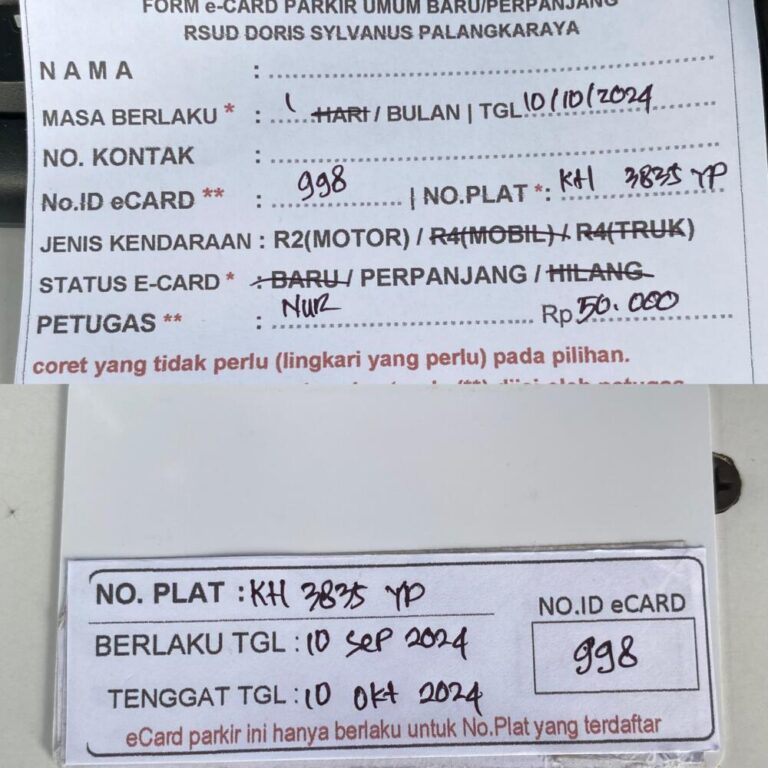 FORM e-CARD PARKIR UMUM BARU/PERPANJANG
RSUD DORIS SYLVANUS PALANGKARAYA
NAMA :
MASA BERLAKU * : 1 HARI / BULAN | TGL 10/10/2024
NO. KONTAK :
No.ID eCARD ** : 998 | NO.PLAT *: KH 3835 YP
JENIS KENDARAAN : R2(MOTOR) / R4(MOBIL) / R4(TRUK)
STATUS E-CARD * : BARU / PERPANJANG / HILANG
PETUGAS ** : NUR Rp 50.000
coret yang tidak perlu (lingkari yang perlu) pada pilihan.
NO. PLAT : KH 3835 YP
NO.ID eCARD
BERLAKU TGL : 10 SEP 2024
998
TENGGAT TGL : 10 OKT 2024
eCard parkir ini hanya berlaku untuk No.Plat yang terdaftar